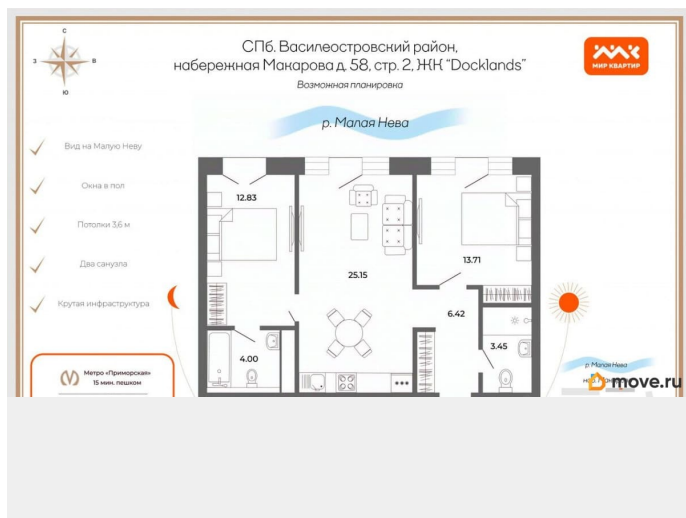 С
З В
Ю
СПб. Василеостровский район,
набережная Макарова д. 58, стр. 2, ЖК "Docklands"
Возможная планировка
МИР КВАРТИР
р. Малая Нева
Вид на Малую Неву
Окна в пол
Потолки 3,6 м
Два санузла
Крутая инфраструктура
12.83
25.15
13.71
6.42
4.00
3.45
Метро «Приморская»
15 мин. пешком
р. Малая Нева
move.ru